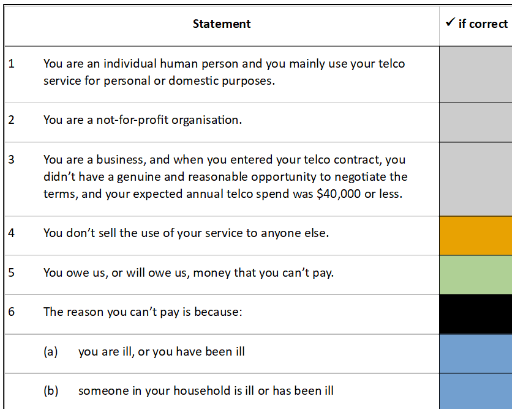 Statement ✓ if correct
1 You are an individual human person and you mainly use your telco
service for personal or domestic purposes.
2 You are a not-for-profit organisation.
3 You are a business, and when you entered your telco contract, you
didn't have a genuine and reasonable opportunity to negotiate the
terms, and your expected annual telco spend was $40,000 or less.
4 You don't sell the use of your service to anyone else.
5 You owe us, or will owe us, money that you can't pay.
6 The reason you can't pay is because:
(a) you are ill, or you have been ill
(b) someone in your household is ill or has been ill